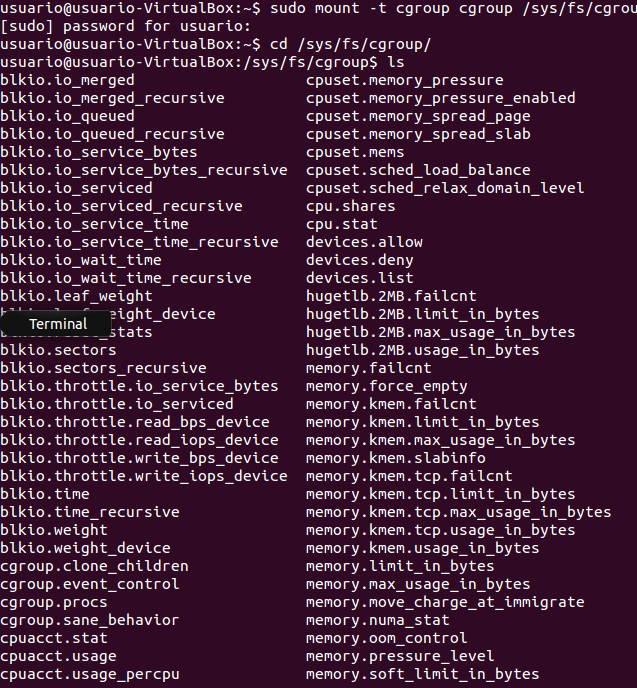 usuario@usuario-VirtualBox:~$ sudo mount -t cgroup cgroup /sys/fs/cgrou
[sudo] password for usuario:
usuario@usuario-VirtualBox:~$ cd /sys/fs/cgroup/
usuario@usuario-VirtualBox:/sys/fs/cgroup$ ls
blkio.io_merged cpuset.memory_pressure
blkio.io_merged_recursive cpuset.memory_pressure_enabled
blkio.io_queued cpuset.memory_spread_page
blkio.io_queued_recursive cpuset.memory_spread_slab
blkio.io_service_bytes cpuset.mems
blkio.io_service_bytes_recursive cpuset.sched_load_balance
blkio.io_serviced cpuset.sched_relax_domain_level
blkio.io_serviced_recursive cpu.shares
blkio.io_service_time cpu.stat
blkio.io_service_time_recursive devices.allow
blkio.io_wait_time devices.deny
blkio.io_wait_time_recursive devices.list
blkio.leaf_weight hugetlb.2MB.failcnt
eight_device hugetlb.2MB.limit_in_bytes
Terminal
_stats hugetlb.2MB.max_usage_in_bytes
blkio.sectors hugetlb.2MB.usage_in_bytes
blkio.sectors_recursive memory.failcnt
blkio.throttle.io_service_bytes memory.force_empty
blkio.throttle.io_serviced memory.kmem.failcnt
blkio.throttle.read_bps_device memory.kmem.limit_in_bytes
blkio.throttle.read_iops_device memory.kmem.max_usage_in_bytes
blkio.throttle.write_bps_device memory.kmem.slabinfo
blkio.throttle.write_iops_device memory.kmem.tcp.failcnt
blkio.time memory.kmem.tcp.limit_in_bytes
blkio.time_recursive memory.kmem.tcp.max_usage_in_bytes
blkio.weight memory.kmem.tcp.usage_in_bytes
blkio.weight_device memory.kmem.usage_in_bytes
cgroup.clone_children memory.limit_in_bytes
cgroup.event_control memory.max_usage_in_bytes
cgroup.procs memory.move_charge_at_immigrate
cgroup.sane_behavior memory.numa_stat
cpuacct.stat memory.oom_control
cpuacct.usage memory.pressure_level
cpuacct.usage_percpu memory.soft_limit_in_bytes